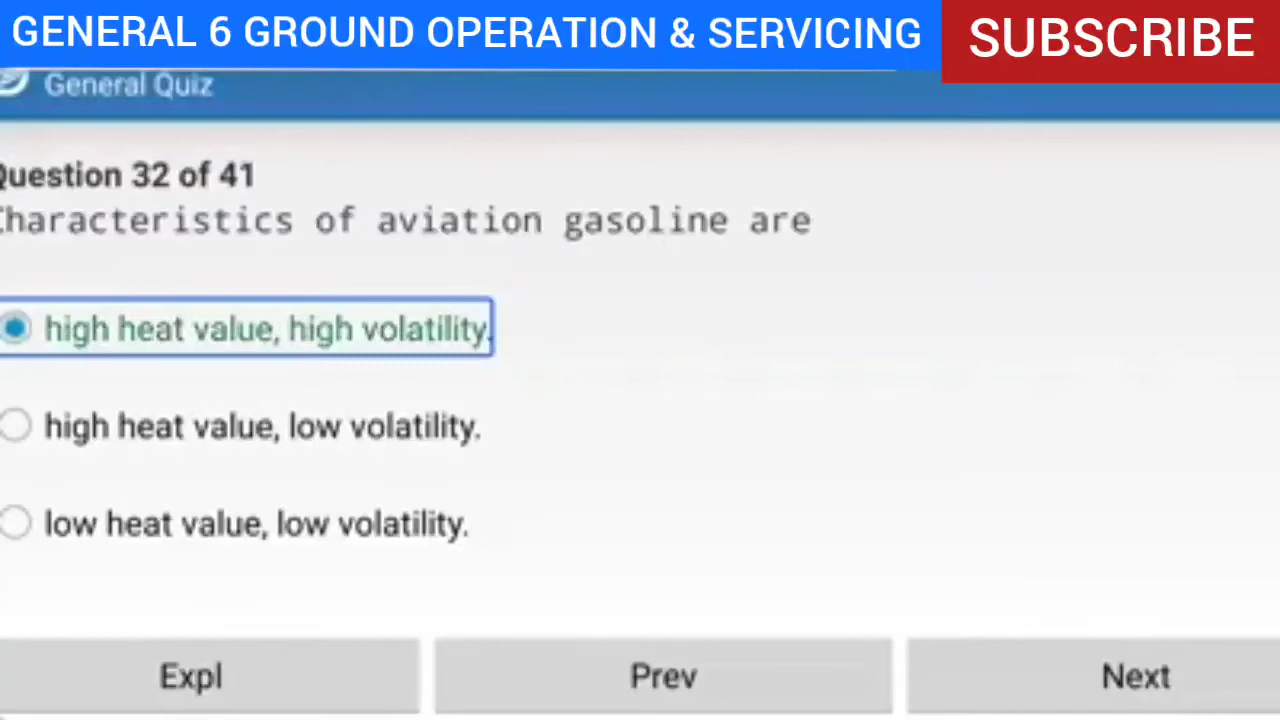 GENERAL 6 GROUND OPERATION & SERVICING
SUBSCRIBE
General Quiz
Question 32 of 41
Characteristics of aviation gasoline are
high heat value, high volatility.
high heat value, low volatility.
low heat value, low volatility.
Expl
Prev
Next